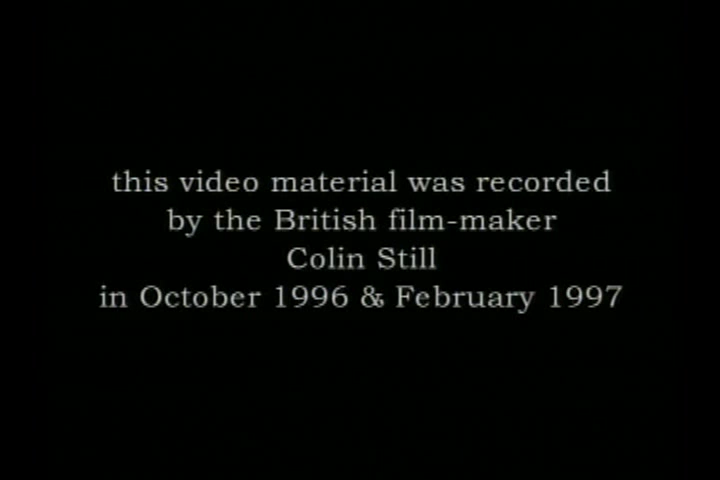 this video material was recorded
by the British film-maker
Colin Still
in October 1996 & February 1997